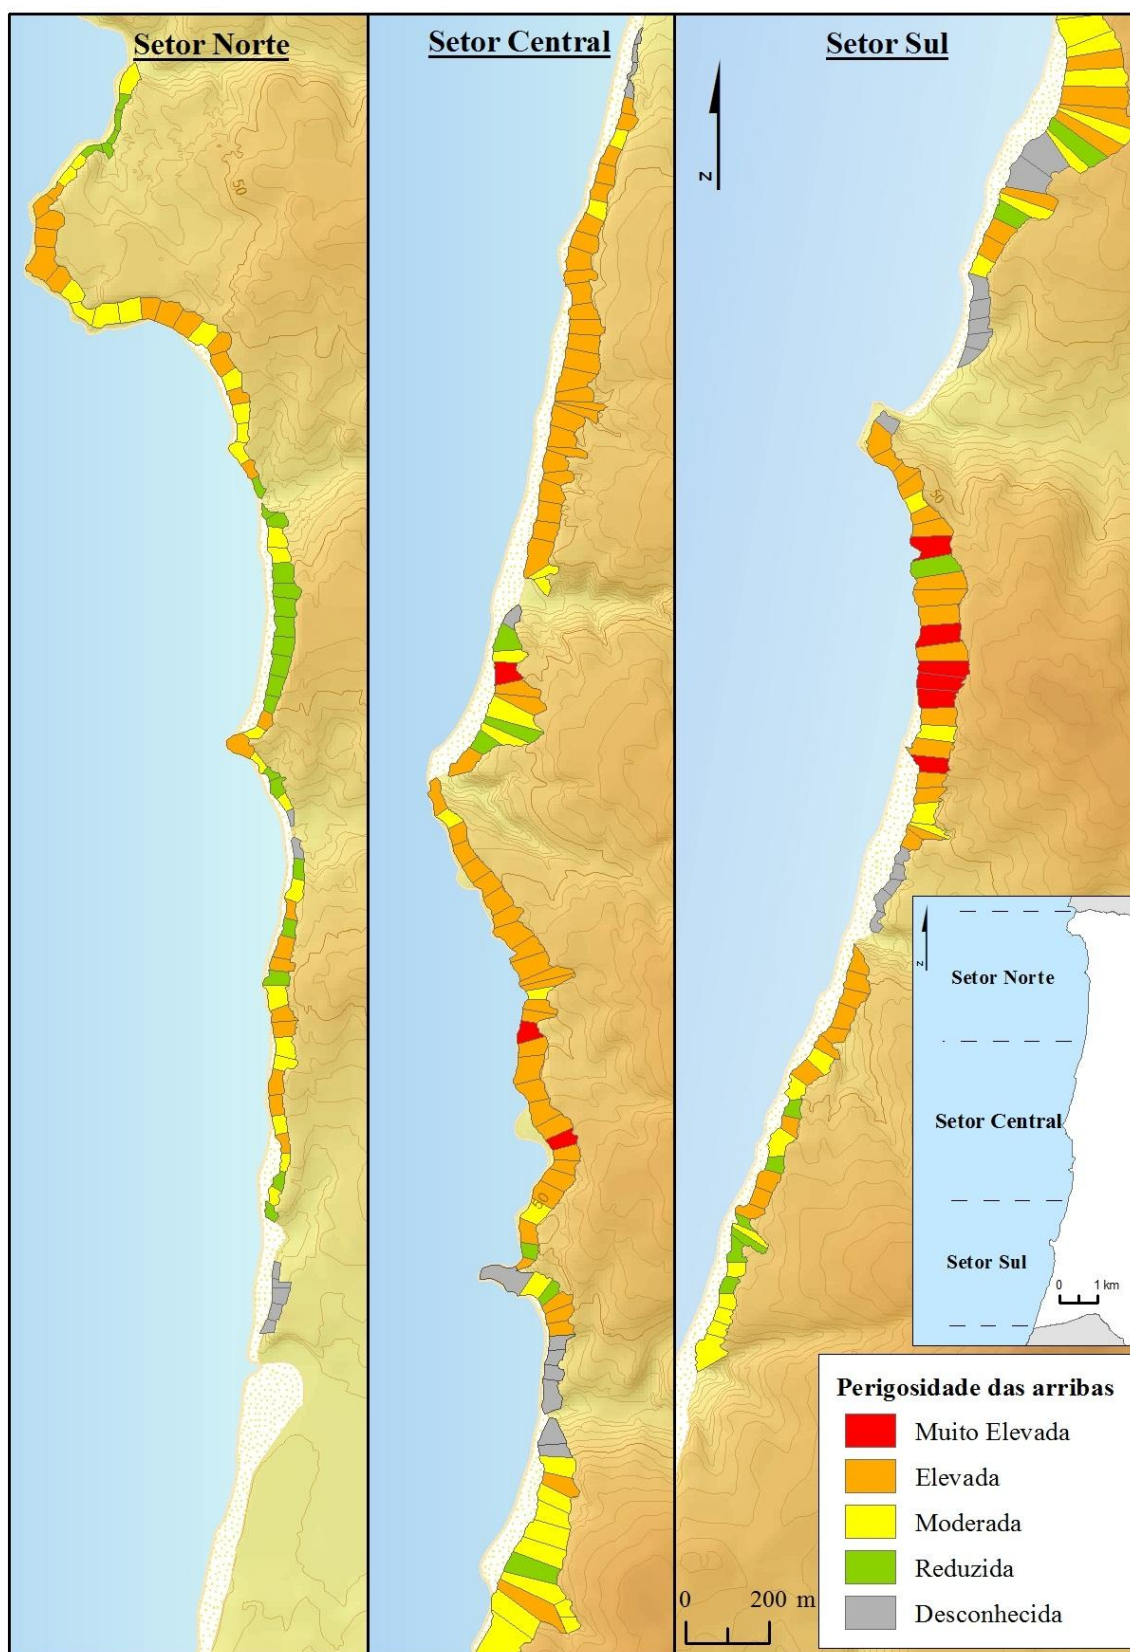 Setor Norte
Setor Central
Setor Sul
N
50
50
50
N
Setor Norte
Setor Central
Setor Sul
0 1 km
Perigosidade das arribas
Muito Elevada
Elevada
Moderada
Reduzida
Desconhecida
0 200 m